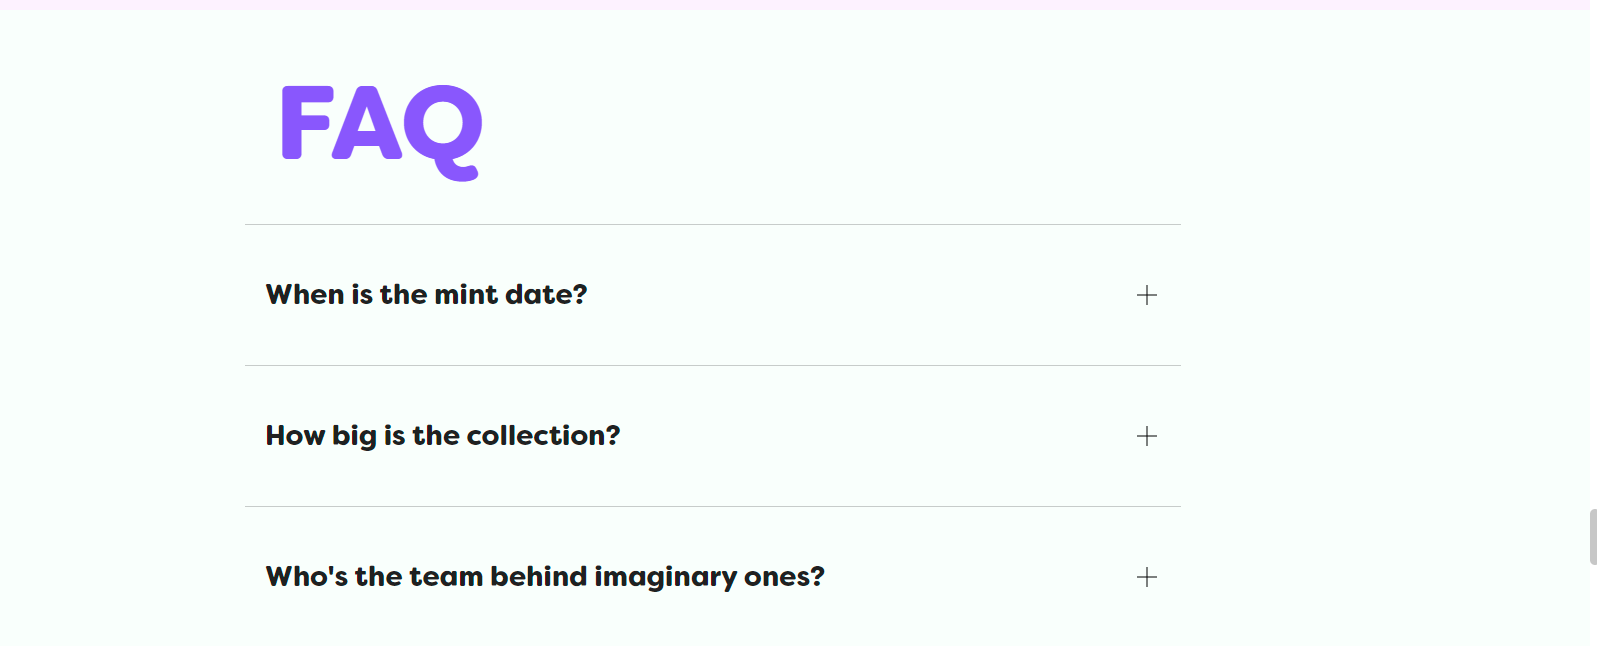 FAQ
When is the mint date?
How big is the collection?
Who's the team behind imaginary ones?